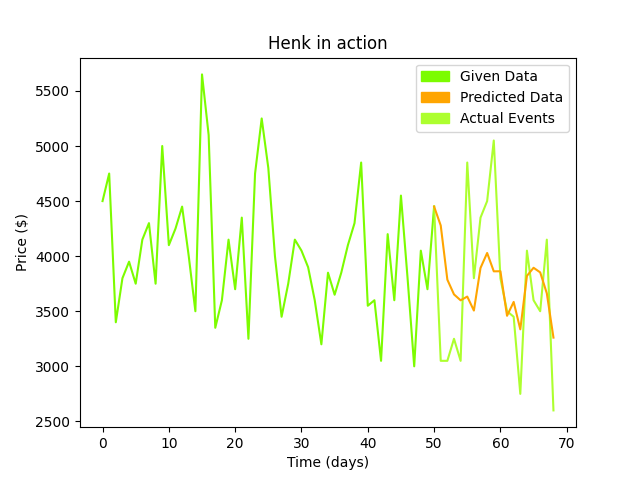 Henk in action
Given Data
Predicted Data
Actual Events
5500
5000
4500
4000
3500
3000
2500
Price ($)
0 10 20 30 40 50 60 70
Time (days)